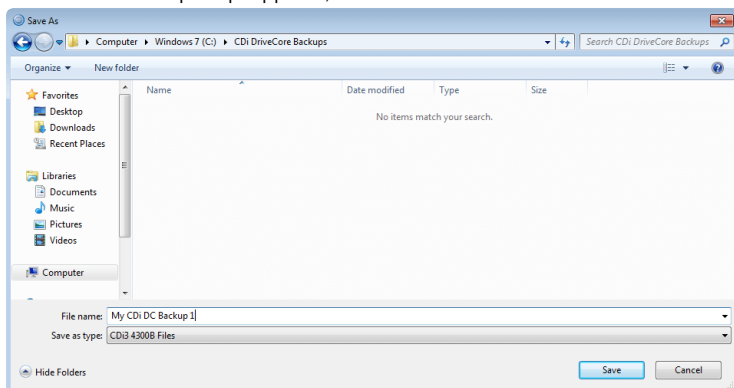 Save As
Computer Windows 7 (C:) CDi DriveCore Backups
Search CDi DriveCore Backups
Organize New folder
Name Date modified Type Size
No items match your search.
Favorites
Desktop
Downloads
Recent Places
Libraries
Documents
Music
Pictures
Videos
Computer
File name: My CDi DC Backup 1
Save as type: CDi3 4300B Files
Hide Folders
Save Cancel